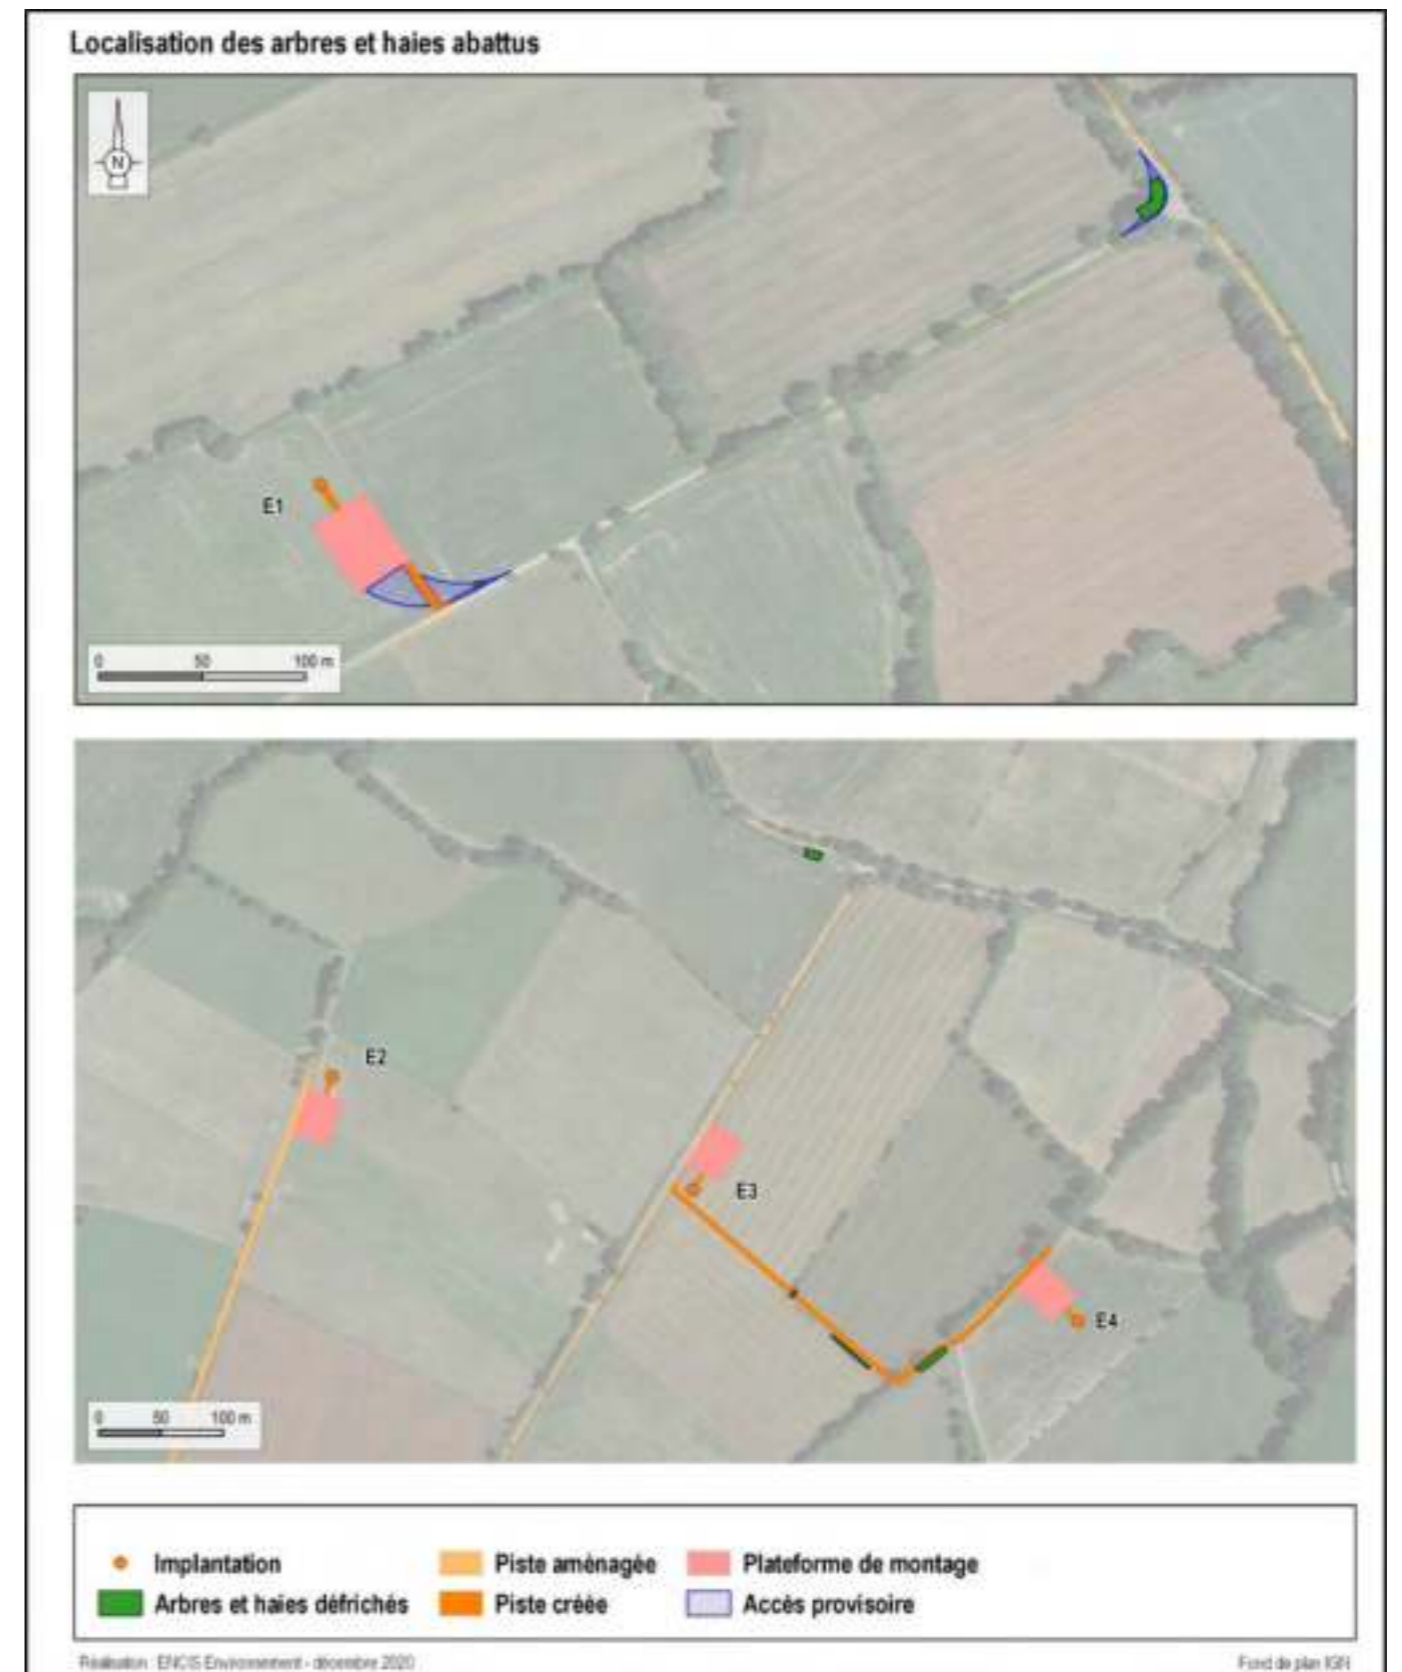 Localisation des arbres et haies abattus
N
E1
0 50 100 m
E2
E3
E4
0 50 100 m
Implantation Piste aménagée Plateforme de montage
Arbres et haies défrichés Piste créée Accès provisoire
Réalisation : ENCIS Environnement - décembre 2020 Fond de plan IGN